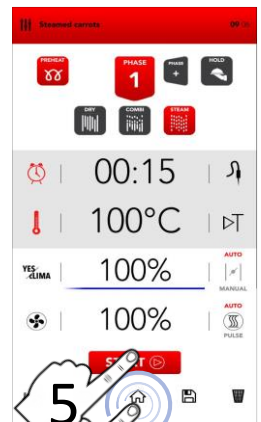 Steamed carrots
PREHEAT
PHASE
1
PHASE
+
HOLD
DRY
COMBI
STEAM
00:15
100°C
▷T
YES
CLIMA
100%
AUTO
MANUAL
100%
AUTO
PULSE
5